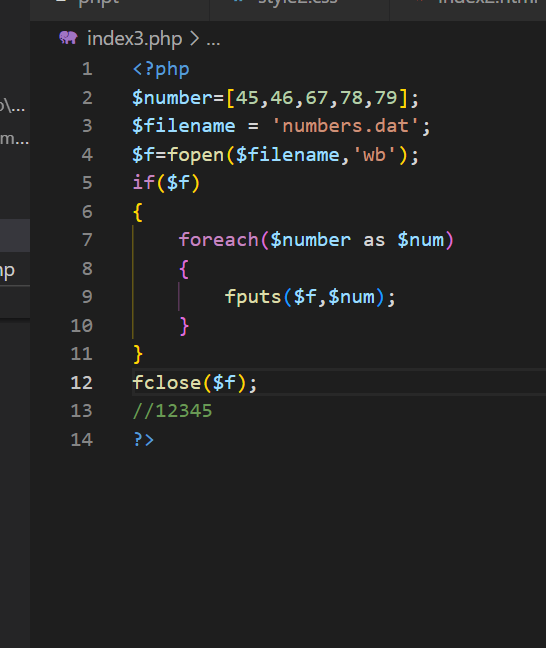 index3.php > ...
1 <?php
2 $number=[45,46,67,78,79];
3 $filename = 'numbers.dat';
4 $f=fopen($filename,'wb');
5 if($f)
6 {
7     foreach($number as $num)
8     {
9         fputs($f,$num);
10     }
11 }
12 fclose($f);
13 //12345
14 ?>